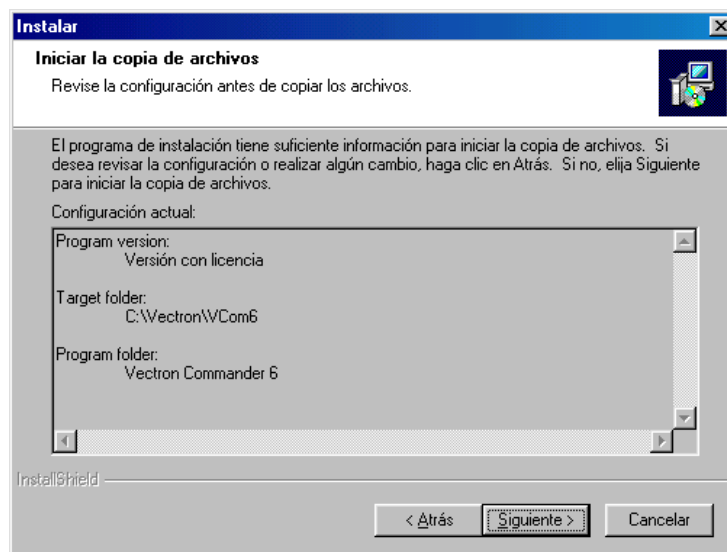 Instalar
Iniciar la copia de archivos
Revise la configuración antes de copiar los archivos.
El programa de instalación tiene suficiente información para iniciar la copia de archivos. Si
desea revisar la configuración o realizar algún cambio, haga clic en Atrás. Si no, elija Siguiente
para iniciar la copia de archivos.
Configuración actual:
Program version:
Versión con licencia
Target folder:
C:\Vectron\VCom6
Program folder:
Vectron Commander 6
InstallShield
< Atrás
Siguiente >
Cancelar